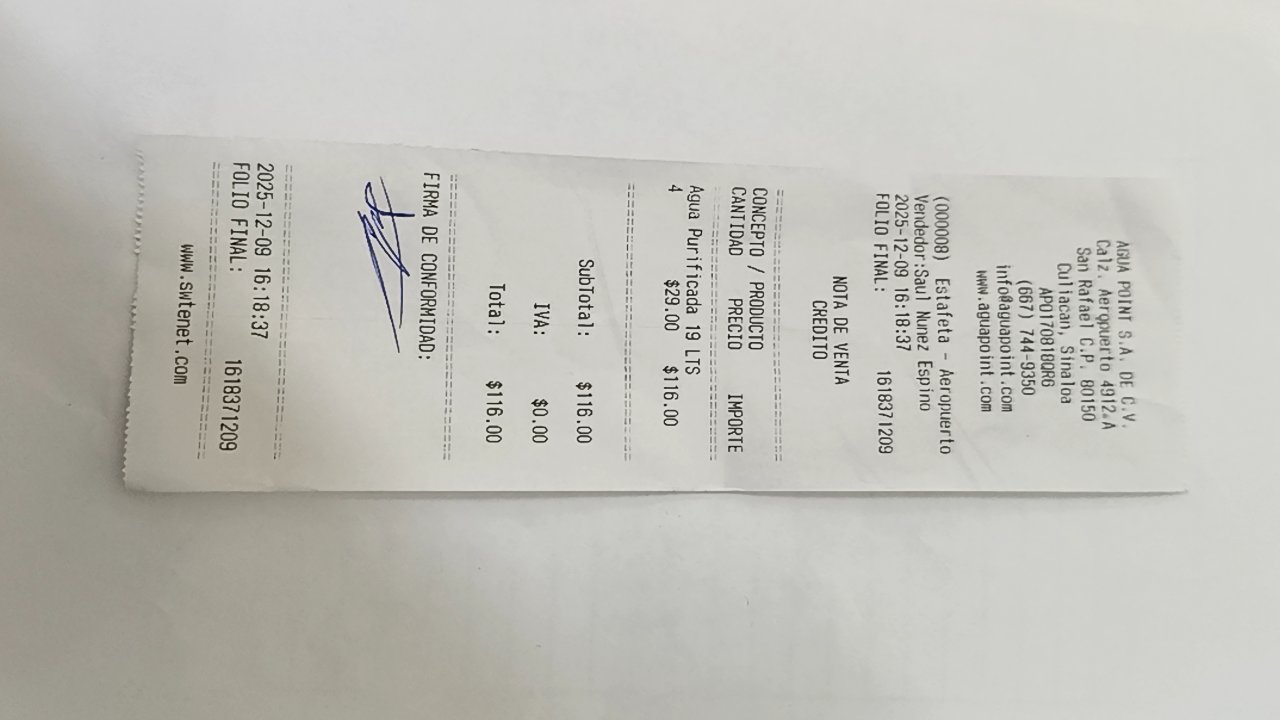 AGUA POINT S.A. DE C.V.
Calz. Aeropuerto 4912-A
San Rafael C.P. 80150
Culiacan, Sinaloa
APO170818QR6
(667) 744-9350
info@aguapoint.com
www.aguapoint.com
(000008) Estafeta - Aeropuerto
Vendedor:Saul Nunez Espino
2025-12-09 16:18:37
FOLIO FINAL: 1618371209
NOTA DE VENTA
CREDITO
CONCEPTO / PRODUCTO
CANTIDAD PRECIO IMPORTE
Agua Purificada 19 LTS
4 $29.00 $116.00
SubTotal: $116.00
IVA: $0.00
Total: $116.00
FIRMA DE CONFORMIDAD:
2025-12-09 16:18:37
FOLIO FINAL: 1618371209
www.swtenet.com